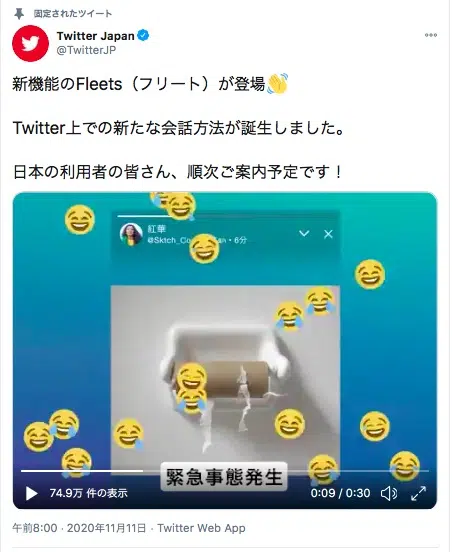 固定されたツイート
Twitter Japan
@TwitterJP
新機能のFleets（フリート）が登場👋
Twitter上での新たな会話方法が誕生しました。
日本の利用者の皆さん、順次ご案内予定です！
紅華
@Sktch_ • 6分
緊急事態発生
74.9万 件の表示
0:09 / 0:30
午前8:00 · 2020年11月11日 · Twitter Web App